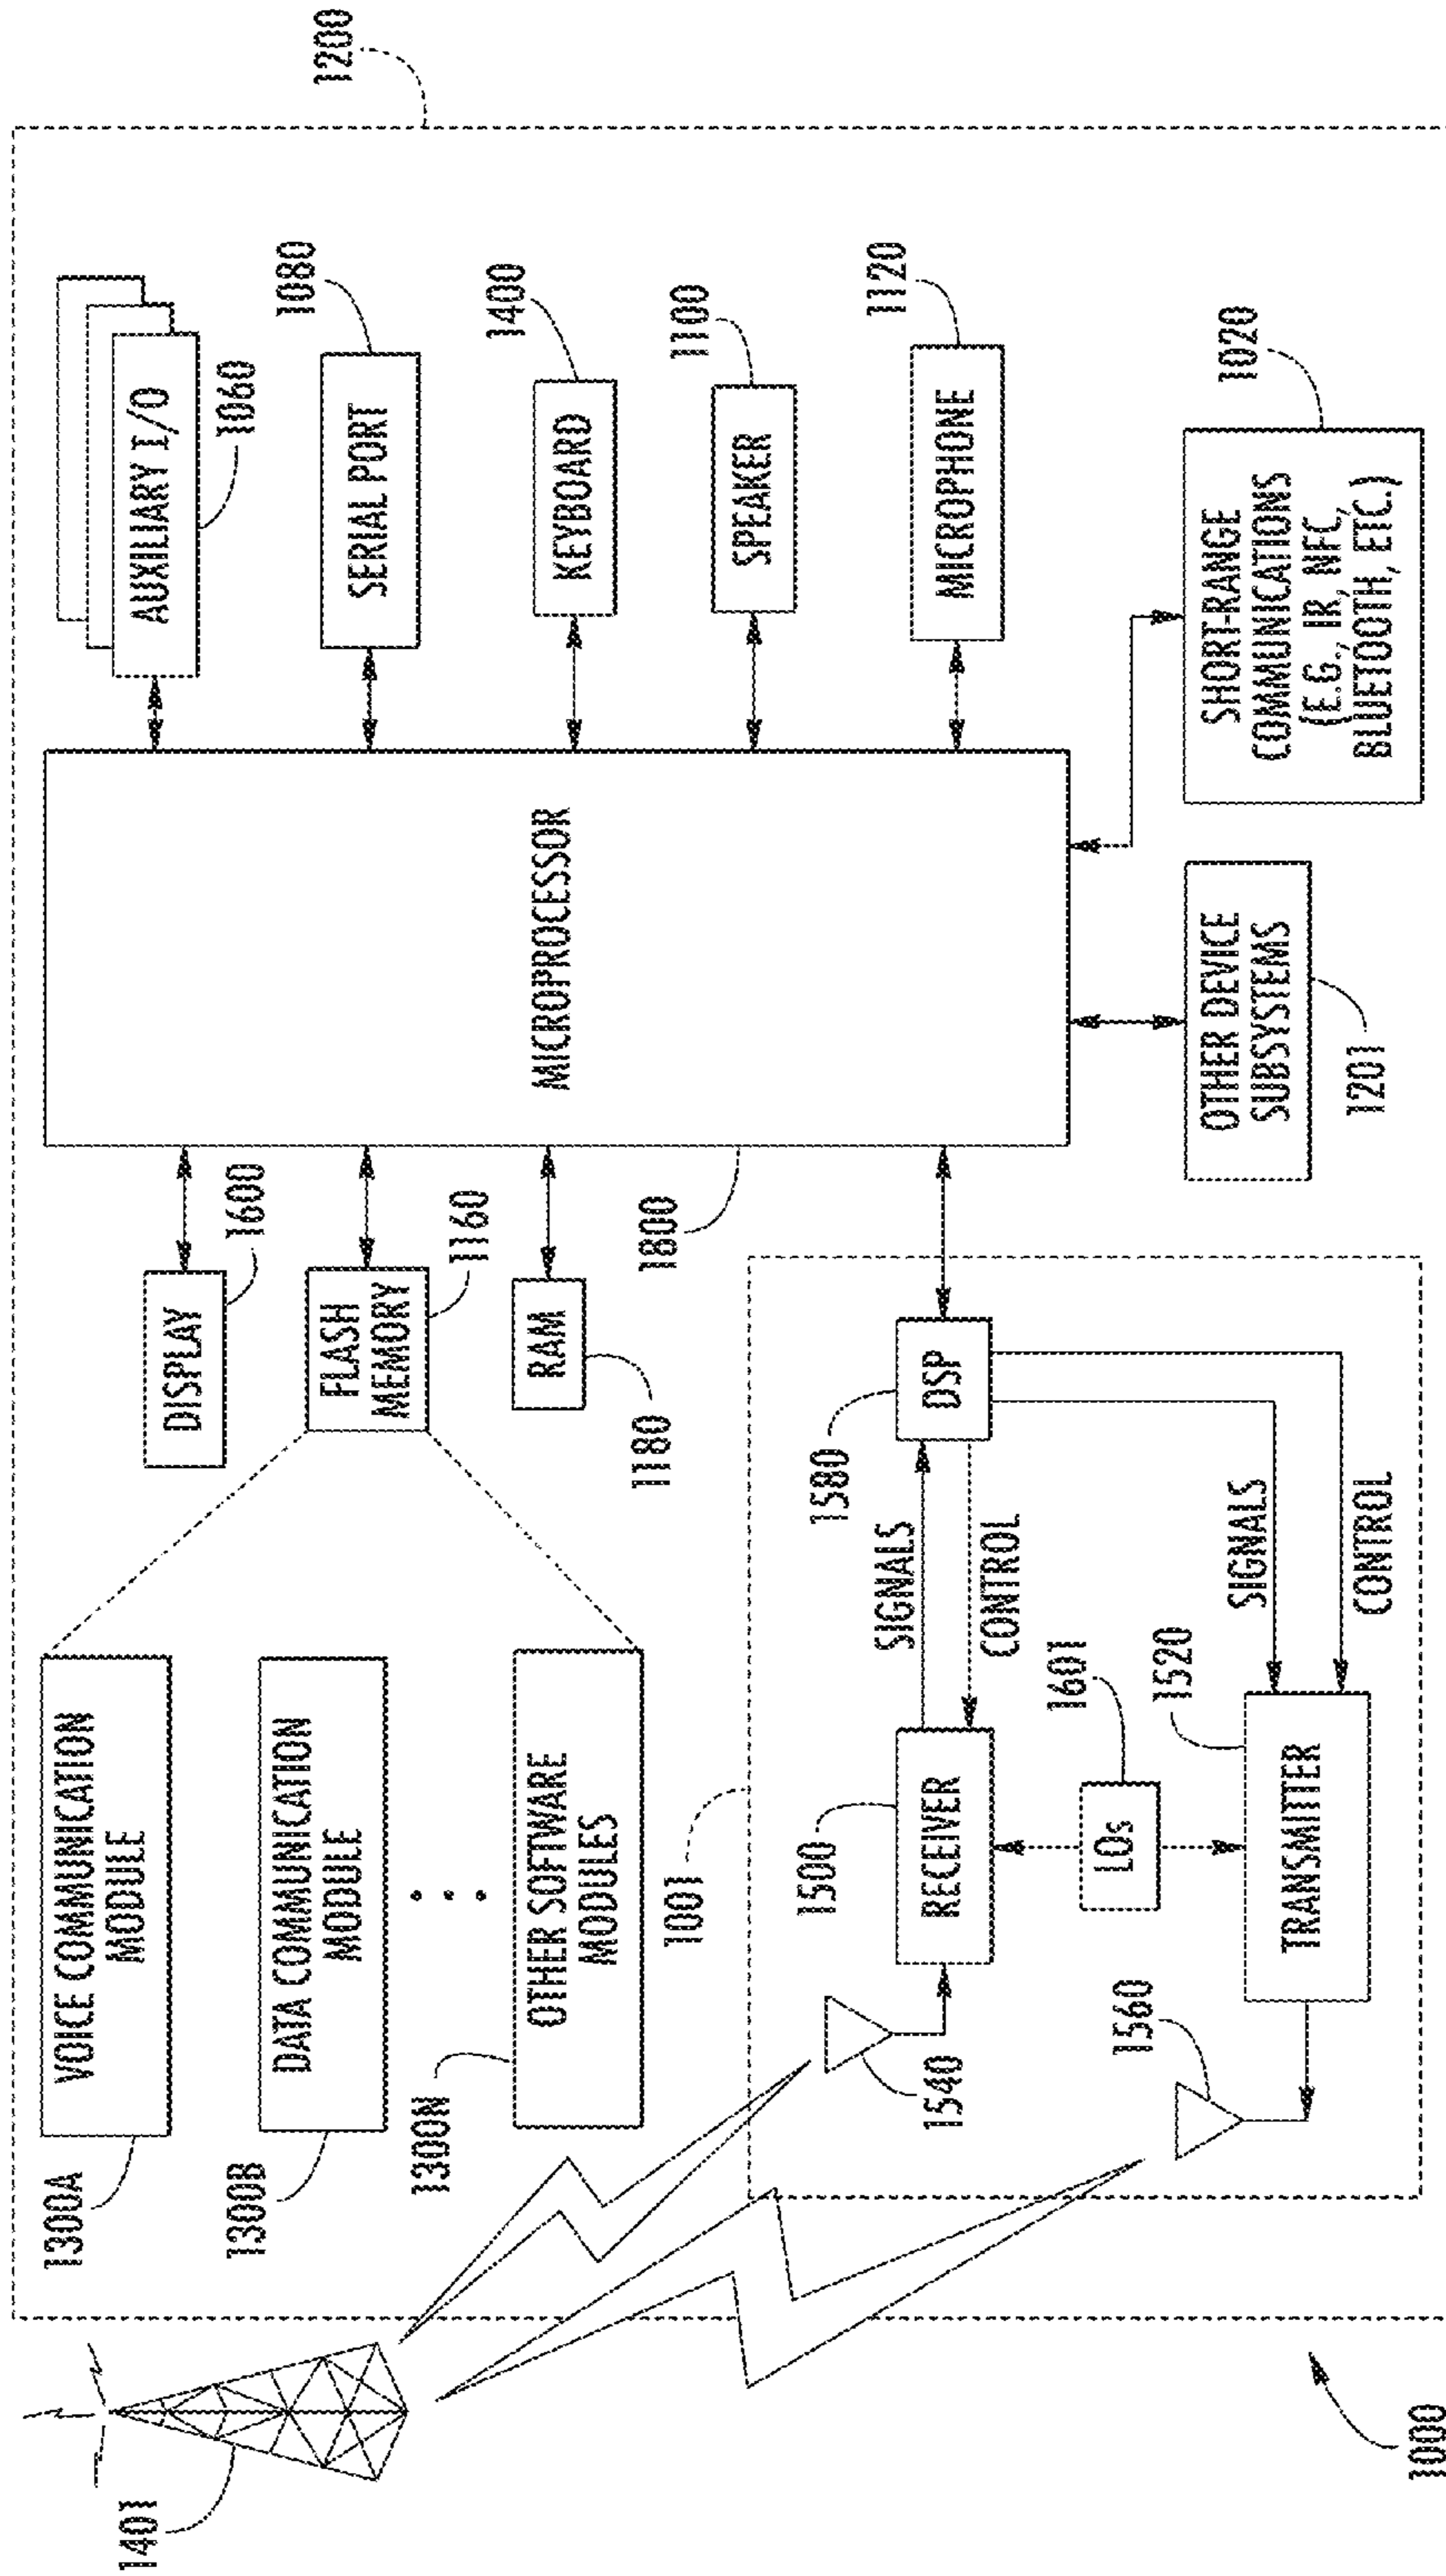 1401
1300A
VOICE COMMUNICATION
MODULE
1300B
DATA COMMUNICATION
MODULE
1300N
OTHER SOFTWARE
MODULES
DISPLAY
1600
FLASH
MEMORY
1160
RAM
1180
1800
MICROPROCESSOR
AUXILIARY I/O
1060
SERIAL PORT
1080
KEYBOARD
1400
SPEAKER
1100
MICROPHONE
1120
1200
1001
1500
RECEIVER
1540
SIGNALS
CONTROL
1580
DSP
LOs
1601
1560
TRANSMITTER
1520
SIGNALS
CONTROL
OTHER DEVICE
SUBSYSTEMS
1201
SHORT-RANGE
COMMUNICATIONS
(E.G., IR, NFC,
BLUETOOTH, ETC.)
1020
1000